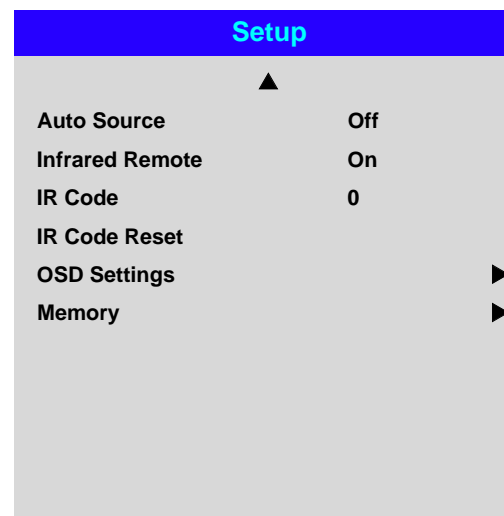 Setup
Auto Source Off
Infrared Remote On
IR Code 0
IR Code Reset
OSD Settings
Memory